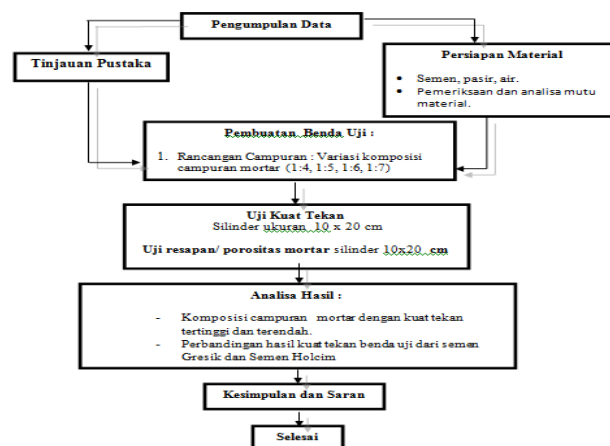 Pengumpulan Data
Tinjauan Pustaka
Persiapan Material
• Semen, pasir, air.
• Pemeriksaan dan analisa mutu
material.
Pembuatan Benda Uji :
1. Rancangan Campuran : Variasi komposisi
campuran mortar (1:4, 1:5, 1:6, 1:7)
Uji Kuat Tekan
Silinder ukuran 10 x 20 cm
Uji resapan/ porositas mortar silinder 10x20 cm
Analisa Hasil :
- Komposisi campuran mortar dengan kuat tekan
tertinggi dan terendah.
- Perbandingan hasil kuat tekan benda uji dari semen
Gresik dan Semen Holcim
Kesimpulan dan Saran
Selesai